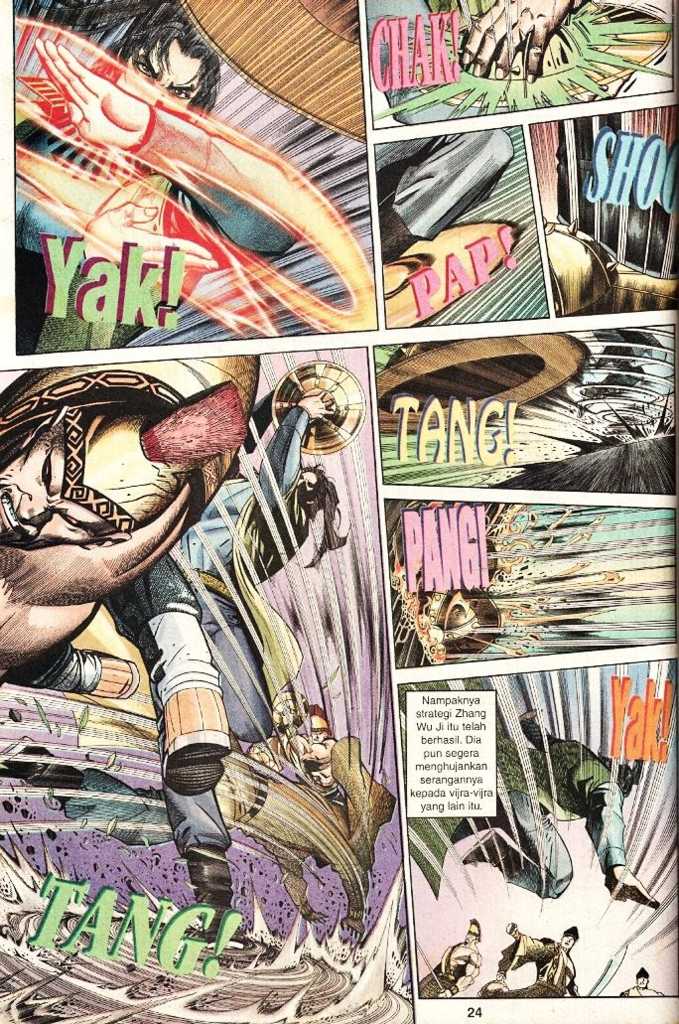 Yak!
CHAK!
PAP!
SHOO
TANG!
PANG!
TANG!
Nampaknya
strategi Zhang
Wu Ji itu telah
berhasil. Dia
pun segera
menghujankan
serangannya
kepada vijra-vijra
yang lain itu.
Yak!
24